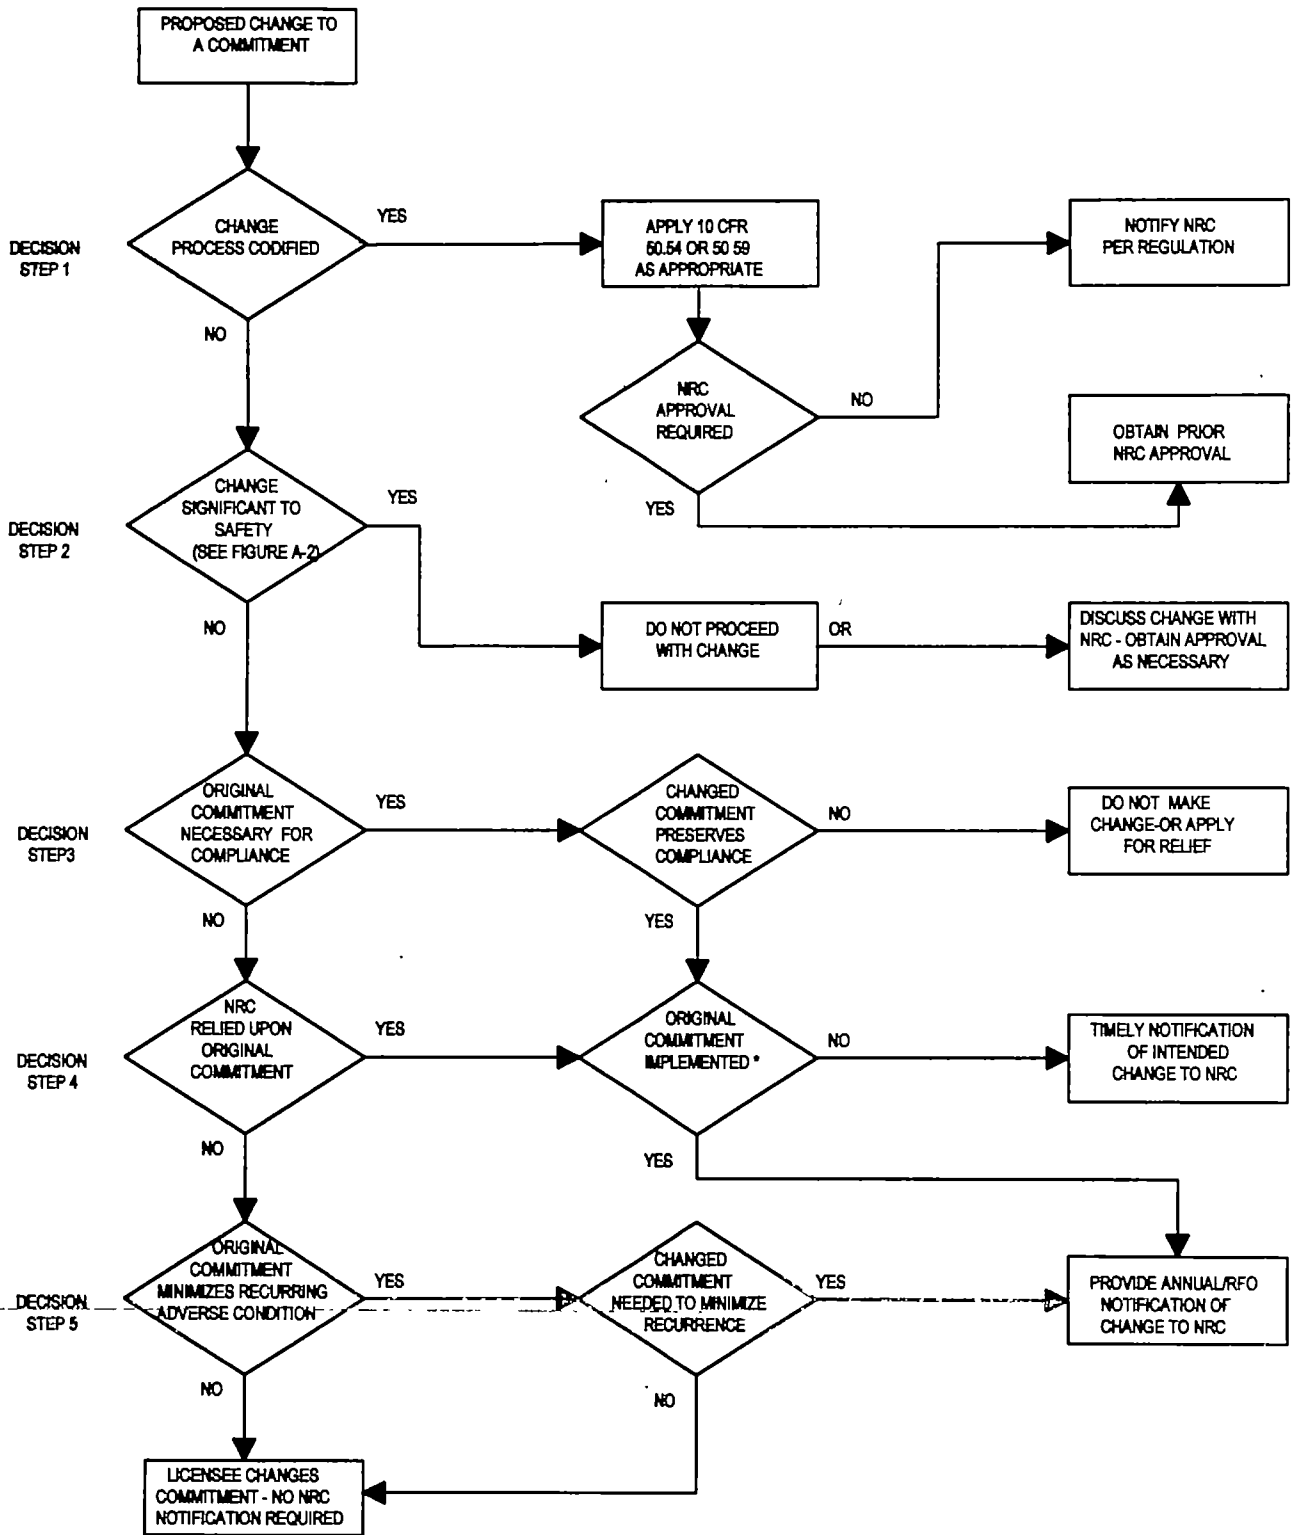 PROPOSED CHANGE TO
A COMMITMENT
DECISION
STEP 1
CHANGE
PROCESS CODIFIED
YES
NO
APPLY 10 CFR
50.54 OR 50 59
AS APPROPRIATE
NOTIFY NRC
PER REGULATION
NRC
APPROVAL
REQUIRED
NO
YES
OBTAIN PRIOR
NRC APPROVAL
DECISION
STEP 2
CHANGE
SIGNIFICANT TO
SAFETY
(SEE FIGURE A-2)
YES
NO
DO NOT PROCEED
WITH CHANGE
OR
DISCUSS CHANGE WITH
NRC - OBTAIN APPROVAL
AS NECESSARY
DECISION
STEP3
ORIGINAL
COMMITMENT
NECESSARY FOR
COMPLIANCE
YES
NO
CHANGED
COMMITMENT
PRESERVES
COMPLIANCE
NO
YES
DO NOT MAKE
CHANGE-OR APPLY
FOR RELIEF
DECISION
STEP 4
NRC
RELIED UPON
ORIGINAL
COMMITMENT
YES
NO
ORIGINAL
COMMITMENT
IMPLEMENTED *
NO
YES
TIMELY NOTIFICATION
OF INTENDED
CHANGE TO NRC
DECISION
STEP 5
ORIGINAL
COMMITMENT
MINIMIZES RECURRING
ADVERSE CONDITION
YES
NO
CHANGED
COMMITMENT
NEEDED TO MINIMIZE
RECURRENCE
YES
NO
PROVIDE ANNUAL/RFO
NOTIFICATION OF
CHANGE TO NRC
LICENSEE CHANGES
COMMITMENT - NO NRC
NOTIFICATION REQUIRED